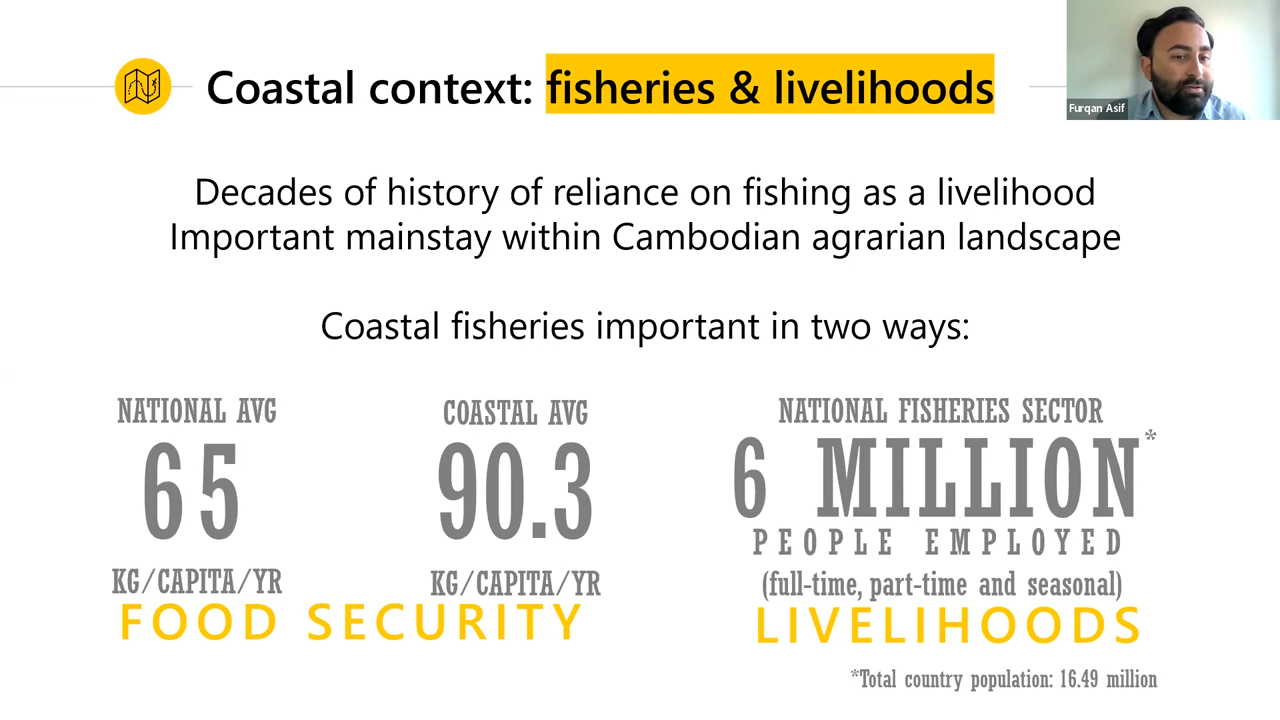 Coastal context: fisheries & livelihoods
Furqan Asif
Decades of history of reliance on fishing as a livelihood
Important mainstay within Cambodian agrarian landscape
Coastal fisheries important in two ways:
NATIONAL AVG
65
KG/CAPITA/YR
COASTAL AVG
90.3
KG/CAPITA/YR
FOOD SECURITY
NATIONAL FISHERIES SECTOR
6 MILLION*
PEOPLE EMPLOYED
(full-time, part-time and seasonal)
LIVELIHOODS
*Total country population: 16.49 million